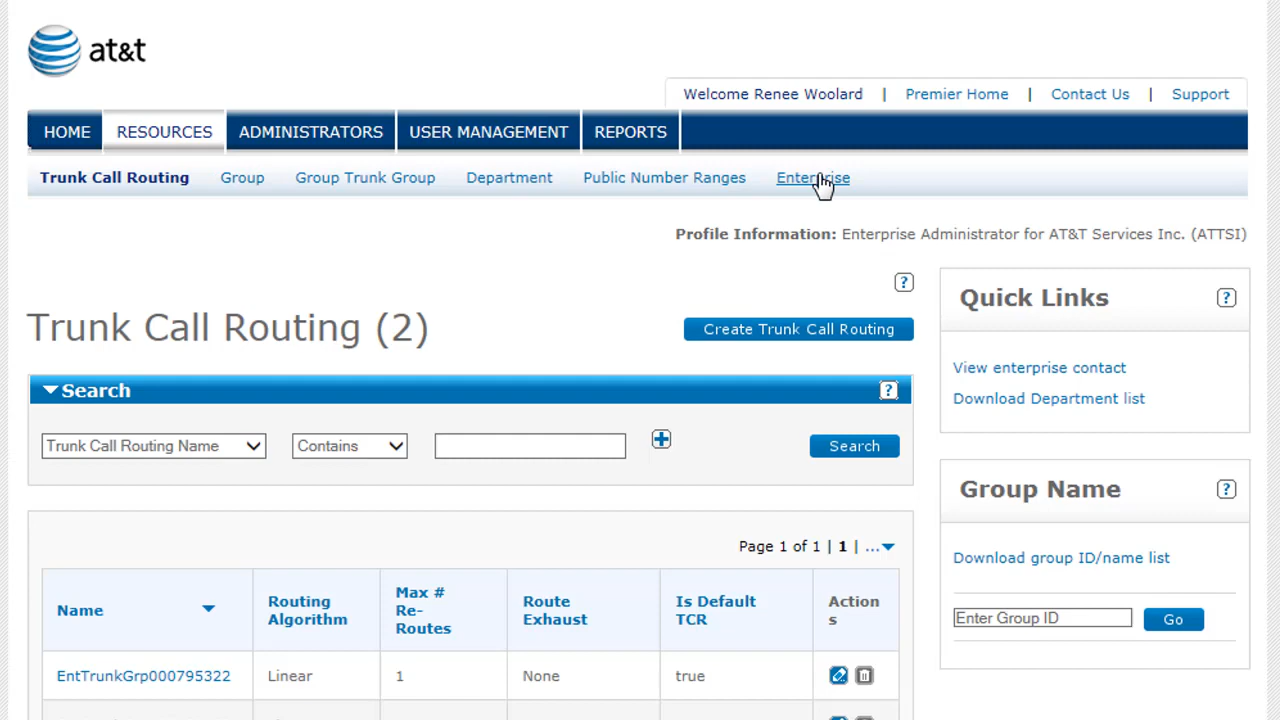 at&t
Welcome Renee Woolard | Premier Home | Contact Us | Support
HOME RESOURCES ADMINISTRATORS USER MANAGEMENT REPORTS
Trunk Call Routing Group Group Trunk Group Department Public Number Ranges Enterprise
Profile Information: Enterprise Administrator for AT&T Services Inc. (ATTSI)
?
Trunk Call Routing (2)
Create Trunk Call Routing
Search ?
Trunk Call Routing Name Contains Search
Page 1 of 1 | 1 | ...
Name Routing Algorithm Max # Re-Routes Route Exhaust Is Default TCR Actions
EntTrunkGrp000795322 Linear 1 None true
Quick Links ?
View enterprise contact
Download Department list
Group Name ?
Download group ID/name list
Enter Group ID Go